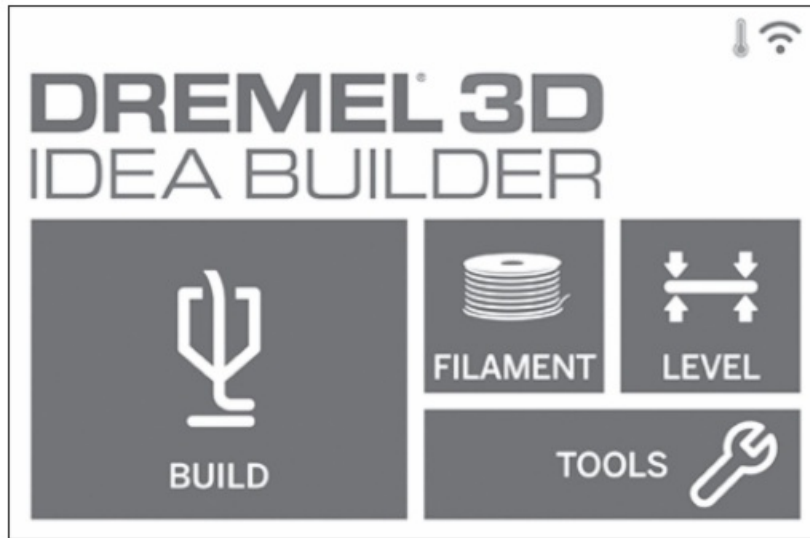 DREMEL® 3D
IDEA BUILDER
FILAMENT
LEVEL
BUILD
TOOLS